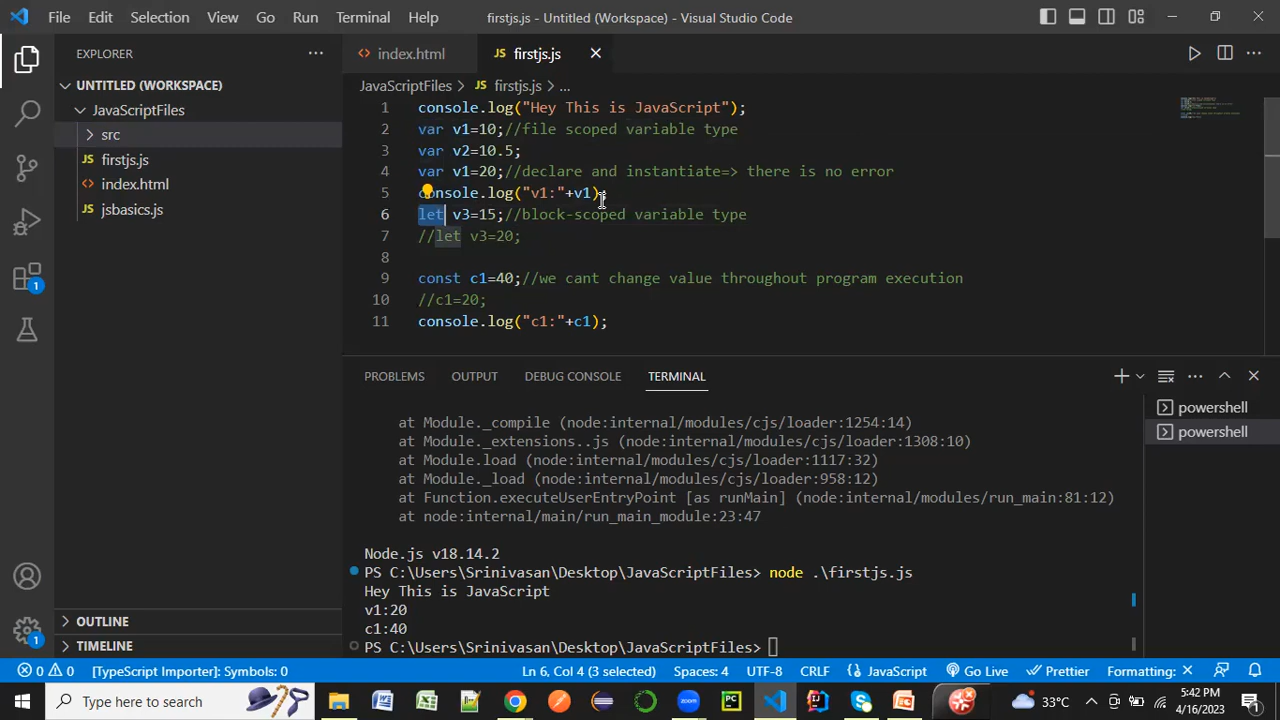 File Edit Selection View Go Run Terminal Help firstjs.js - Untitled (Workspace) - Visual Studio Code
EXPLORER
UNTITLED (WORKSPACE)
JavaScriptFiles
src
firstjs.js
index.html
jsbasics.js
OUTLINE
TIMELINE
index.html
firstjs.js
JavaScriptFiles > firstjs.js > ...
1 console.log("Hey This is JavaScript");
2 var v1=10;//file scoped variable type
3 var v2=10.5;
4 var v1=20;//declare and instantiate=> there is no error
5 console.log("v1:"+v1);
6 let v3=15;//block-scoped variable type
7 //let v3=20;
8
9 const c1=40;//we cant change value throughout program execution
10 //c1=20;
11 console.log("c1:"+c1);
PROBLEMS OUTPUT DEBUG CONSOLE TERMINAL
at Module._compile (node:internal/modules/cjs/loader:1254:14)
at Module._extensions..js (node:internal/modules/cjs/loader:1308:10)
at Module.load (node:internal/modules/cjs/loader:1117:32)
at Module._load (node:internal/modules/cjs/loader:958:12)
at Function.executeUserEntryPoint [as runMain] (node:internal/modules/run_main:81:12)
at node:internal/main/run_main_module:23:47
Node.js v18.14.2
PS C:\Users\Srinivasan\Desktop\JavaScriptFiles> node .\firstjs.js
Hey This is JavaScript
v1:20
c1:40
PS C:\Users\Srinivasan\Desktop\JavaScriptFiles>
powershell
powershell
1
1
0 0 [TypeScript Importer]: Symbols: 0 Ln 6, Col 4 (3 selected) Spaces: 4 UTF-8 CRLF JavaScript Go Live Prettier Formatting: ×
Type here to search
zoom
33°C
5:42 PM
4/16/2023